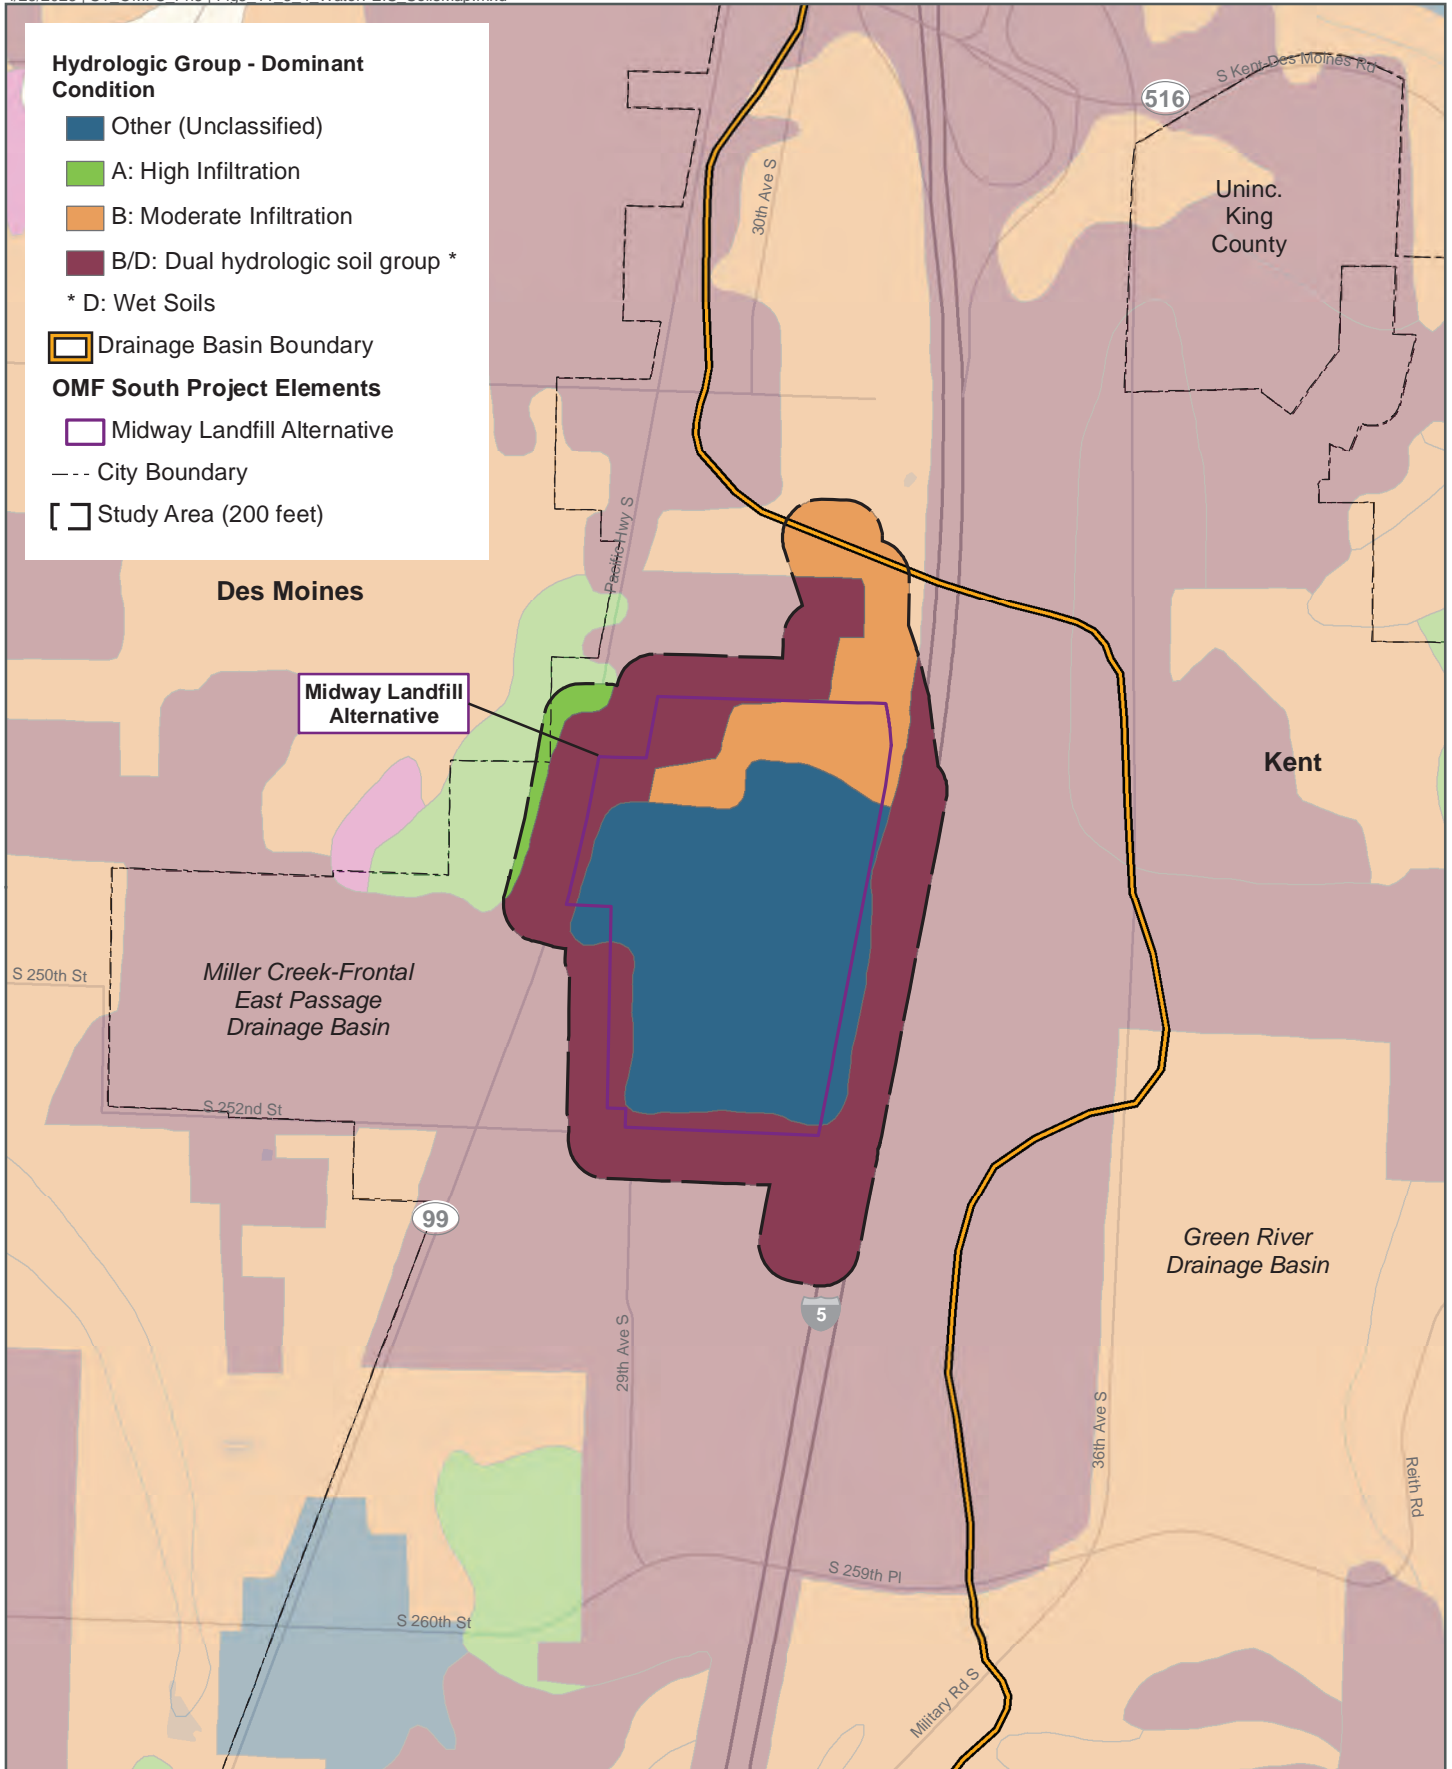 Hydrologic Group - Dominant
Condition
Other (Unclassified)
A: High Infiltration
B: Moderate Infiltration
B/D: Dual hydrologic soil group *
* D: Wet Soils
Drainage Basin Boundary
OMF South Project Elements
Midway Landfill Alternative
City Boundary
Study Area (200 feet)
S Kent-Des Moines Rd
516
30th Ave S
Uninc.
King
County
Pacific Hwy S
Des Moines
Midway Landfill
Alternative
Kent
S 250th St
Miller Creek-Frontal
East Passage
Drainage Basin
S 252nd St
99
Green River
Drainage Basin
5
29th Ave S
36th Ave S
Reith Rd
S 259th Pl
S 260th St
Military Rd S